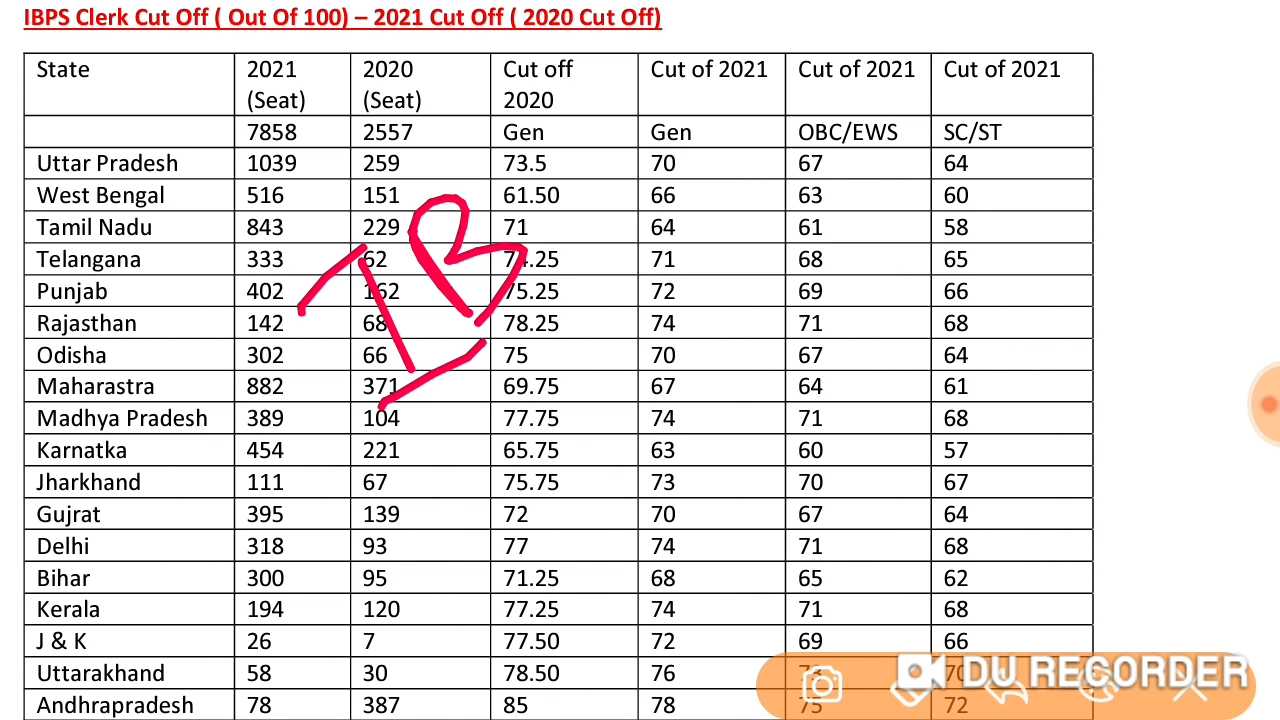 IBPS Clerk Cut Off ( Out Of 100) – 2021 Cut Off ( 2020 Cut Off)
State 2021 (Seat) 2020 (Seat) Cut off 2020 Cut of 2021 Cut of 2021 Cut of 2021
7858 2557 Gen Gen OBC/EWS SC/ST
Uttar Pradesh 1039 259 73.5 70 67 64
West Bengal 516 151 61.50 66 63 60
Tamil Nadu 843 229 71 64 61 58
Telangana 333 62 71 68 65
Punjab 402 162 75.25 72 69 66
Rajasthan 142 68 78.25 74 71 68
Odisha 302 66 75 70 67 64
Maharastra 882 371 69.75 67 64 61
Madhya Pradesh 389 104 77.75 74 71 68
Karnatka 454 221 65.75 63 60 57
Jharkhand 111 67 75.75 73 70 67
Gujrat 395 139 72 70 67 64
Delhi 318 93 77 74 71 68
Bihar 300 95 71.25 68 65 62
Kerala 194 120 77.25 74 71 68
J & K 26 7 77.50 72 69 66
Uttarakhand 58 30 78.50 76 73 70
Andhrapradesh 78 387 85 78 75 72
IB
DU RECORDER